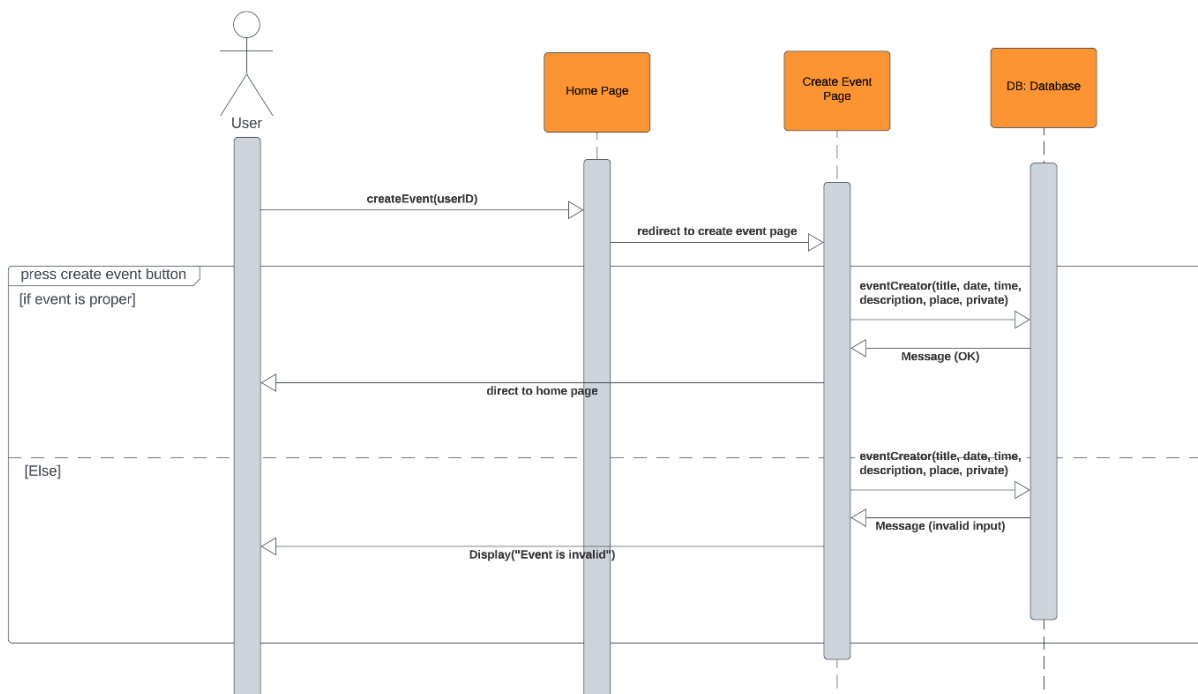 User
Home Page
Create Event
Page
DB: Database
createEvent(userID)
redirect to create event page
press create event button
[if event is proper]
eventCreator(title, date, time,
description, place, private)
Message (OK)
direct to home page
[Else]
eventCreator(title, date, time,
description, place, private)
Message (invalid input)
Display("Event is invalid")